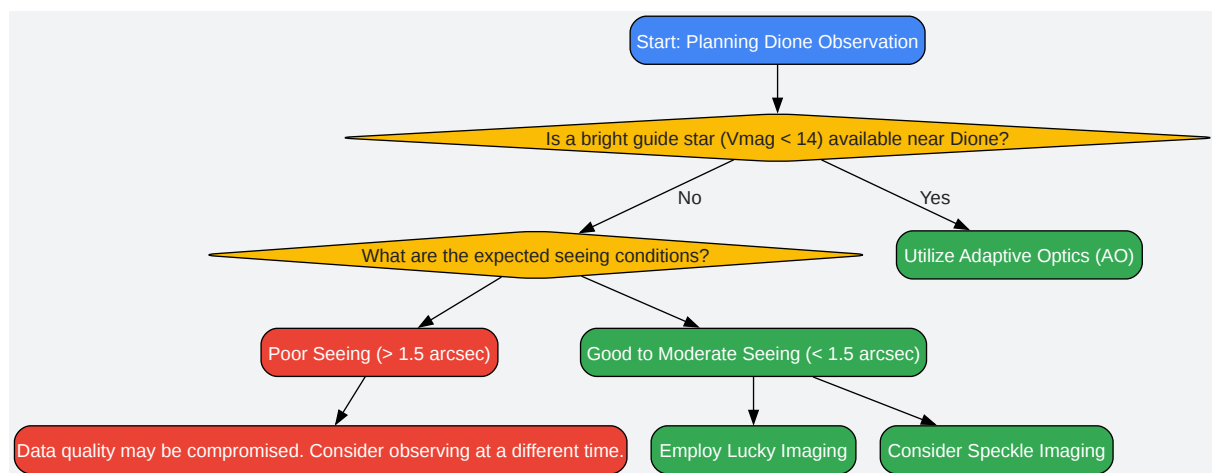 Start: Planning Dione Observation
Is a bright guide star (Vmag < 14) available near Dione?
No
Yes
What are the expected seeing conditions?
Utilize Adaptive Optics (AO)
Poor Seeing (> 1.5 arcsec)
Good to Moderate Seeing (< 1.5 arcsec)
Data quality may be compromised. Consider observing at a different time.
Employ Lucky Imaging
Consider Speckle Imaging